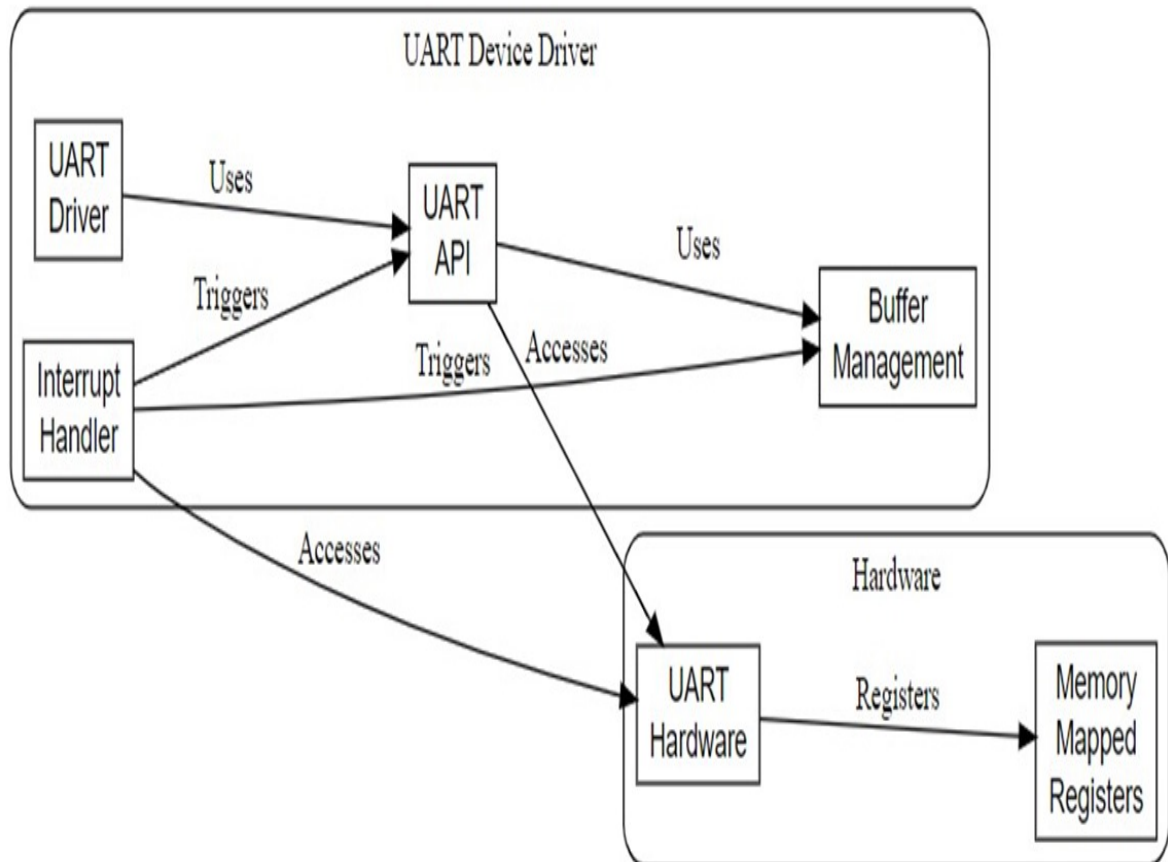 UART Device Driver
UART
Driver
Uses
UART
API
Uses
Triggers
Buffer
Management
Interrupt
Handler
Triggers
Accesses
Accesses
Hardware
UART
Hardware
Registers
Memory
Mapped
Registers